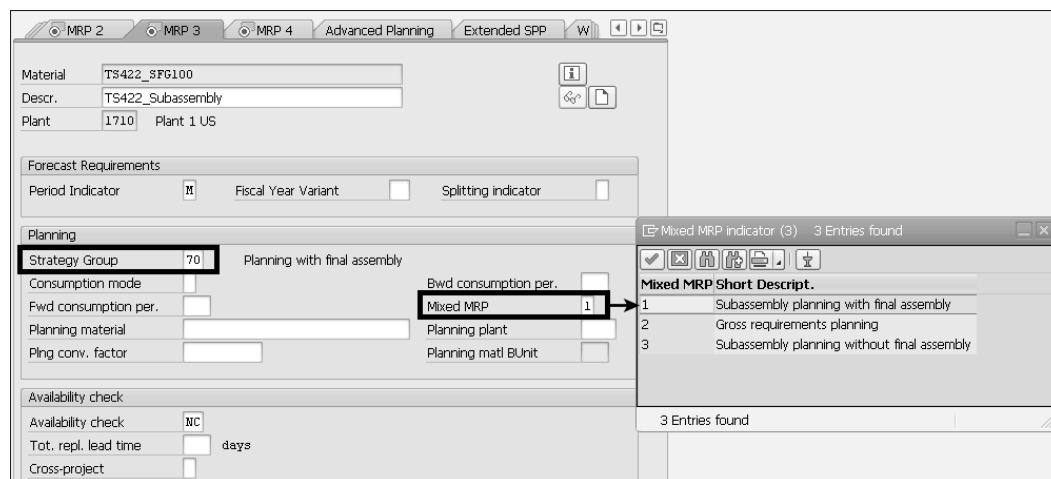 MRP 2 MRP 3 MRP 4 Advanced Planning Extended SPP W
Material TS422_SFG100
Descr. TS422_Subassembly
Plant 1710 Plant 1 US
Forecast Requirements
Period Indicator M Fiscal Year Variant Splitting indicator
Planning
Strategy Group 70 Planning with final assembly
Consumption mode Bwd consumption per.
Fwd consumption per. Mixed MRP 1
Planning material Planning plant
Plng conv. factor Planning matl BUnit
Availability check
Availability check NC
Tot. repl. lead time days
Cross-project
Mixed MRP indicator (3) 3 Entries found
Mixed MRP Short Descript.
1 Subassembly planning with final assembly
2 Gross requirements planning
3 Subassembly planning without final assembly
3 Entries found